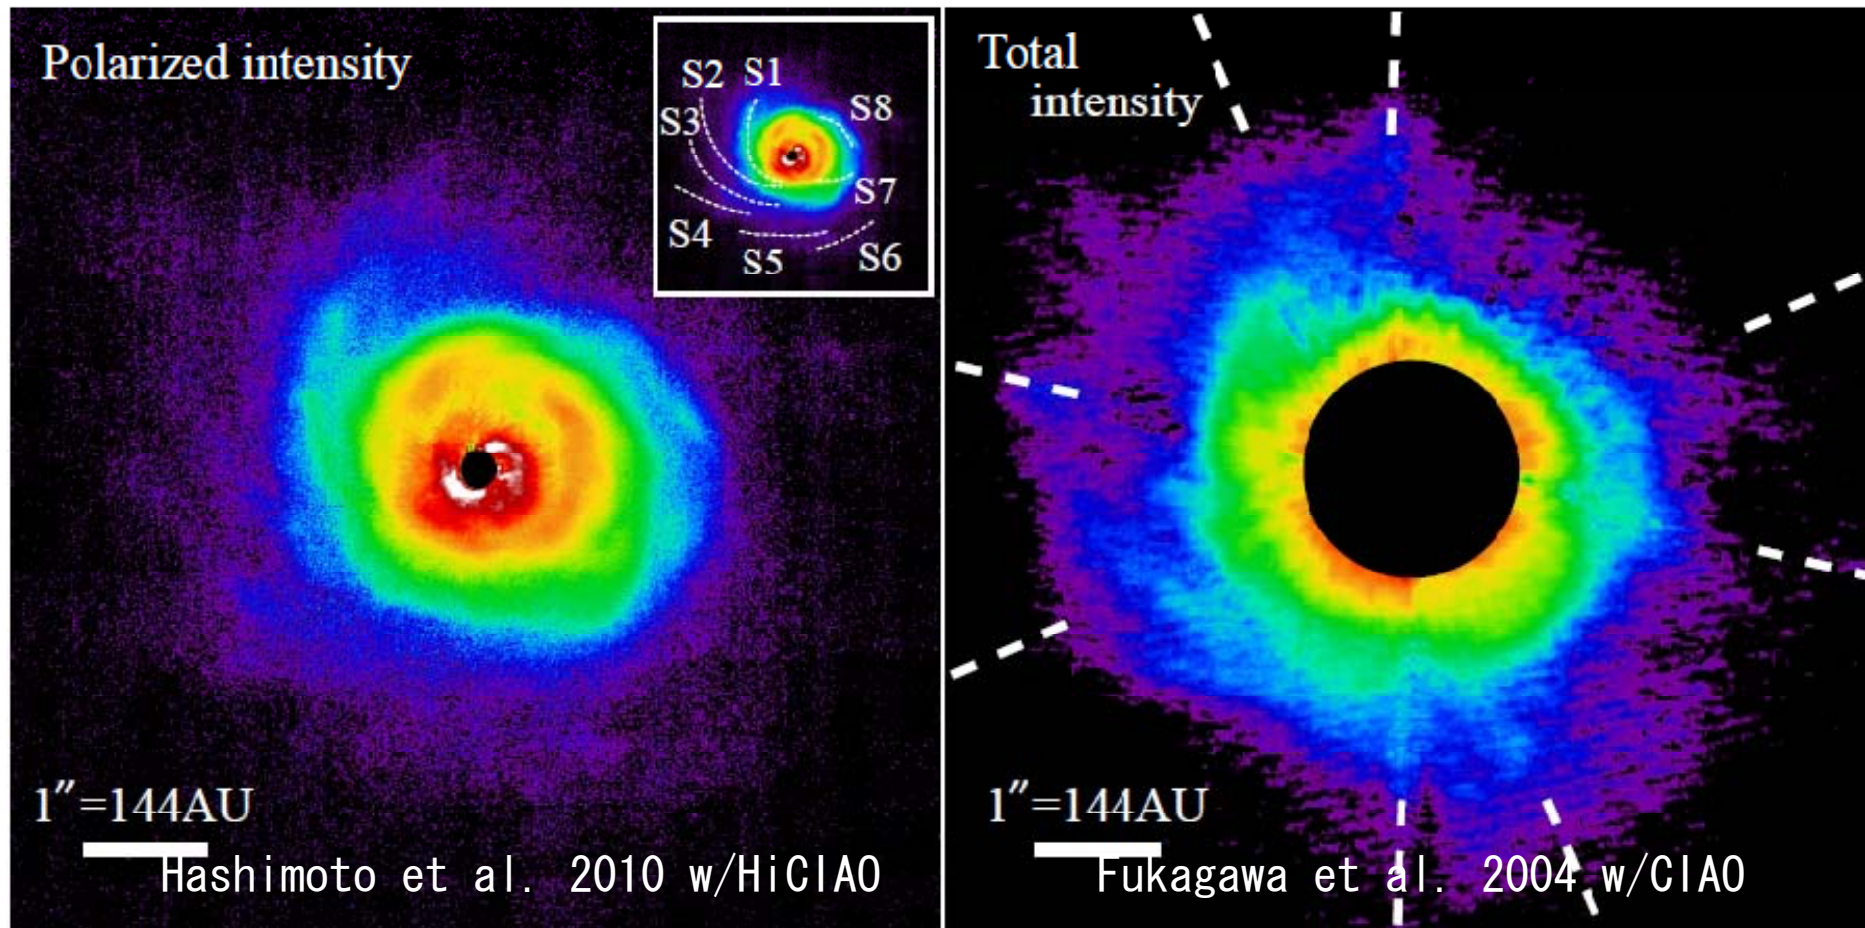 Polarized intensity
S2 S1
S3
S8
S7
S4
S5
S6
1″=144AU
Hashimoto et al. 2010 w/HiCIAO
Total
intensity
1″=144AU
Fukagawa et al. 2004 w/CIAO